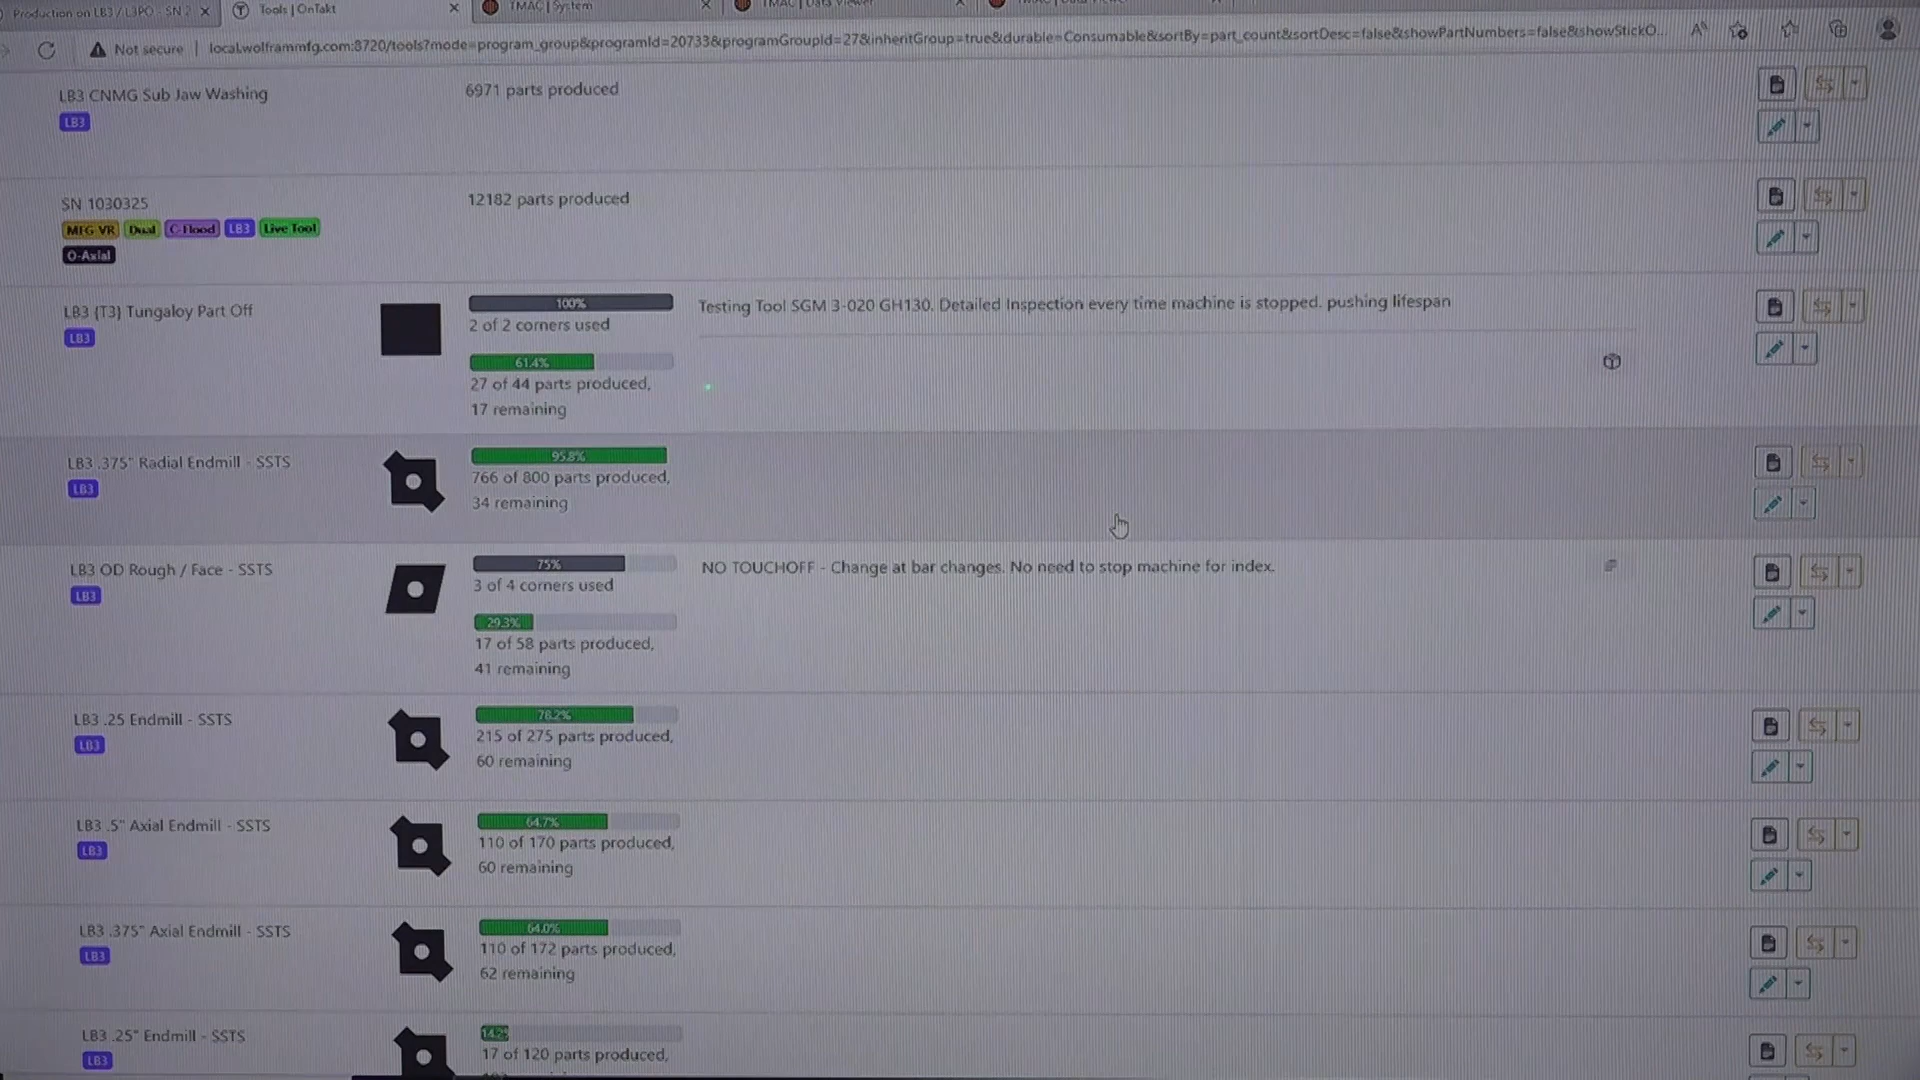 Production on LB3 / L3PO - SN 2
Tools | OnTakt
TMAC | System
TMAC | Data Viewer
Not secure
local.wolframmfg.com:8720/tools?mode=program_group&programId=20733&programGroupId=27&inheritGroup=true&durable=Consumable&sortBy=part_count&sortDesc=false&showPartNumbers=false&showStickO...
LB3 CNMG Sub Jaw Washing
6971 parts produced
LB3
SN 1030325
12182 parts produced
MFG VR Dual C-Flood LB3 Live Tool
O-Axial
LB3 {T3} Tungaloy Part Off
LB3
100%
2 of 2 corners used
61.4%
27 of 44 parts produced,
17 remaining
Testing Tool SGM 3-020 GH130. Detailed Inspection every time machine is stopped. pushing lifespan
LB3 .375" Radial Endmill - SSTS
LB3
95.8%
766 of 800 parts produced,
34 remaining
LB3 OD Rough / Face - SSTS
LB3
75%
3 of 4 corners used
29.3%
17 of 58 parts produced,
41 remaining
NO TOUCHOFF - Change at bar changes. No need to stop machine for index.
LB3 .25 Endmill - SSTS
LB3
78.2%
215 of 275 parts produced,
60 remaining
LB3 .5" Axial Endmill - SSTS
LB3
64.7%
110 of 170 parts produced,
60 remaining
LB3 .375" Axial Endmill - SSTS
LB3
64.0%
110 of 172 parts produced,
62 remaining
LB3 .25" Endmill - SSTS
LB3
14.2%
17 of 120 parts produced,